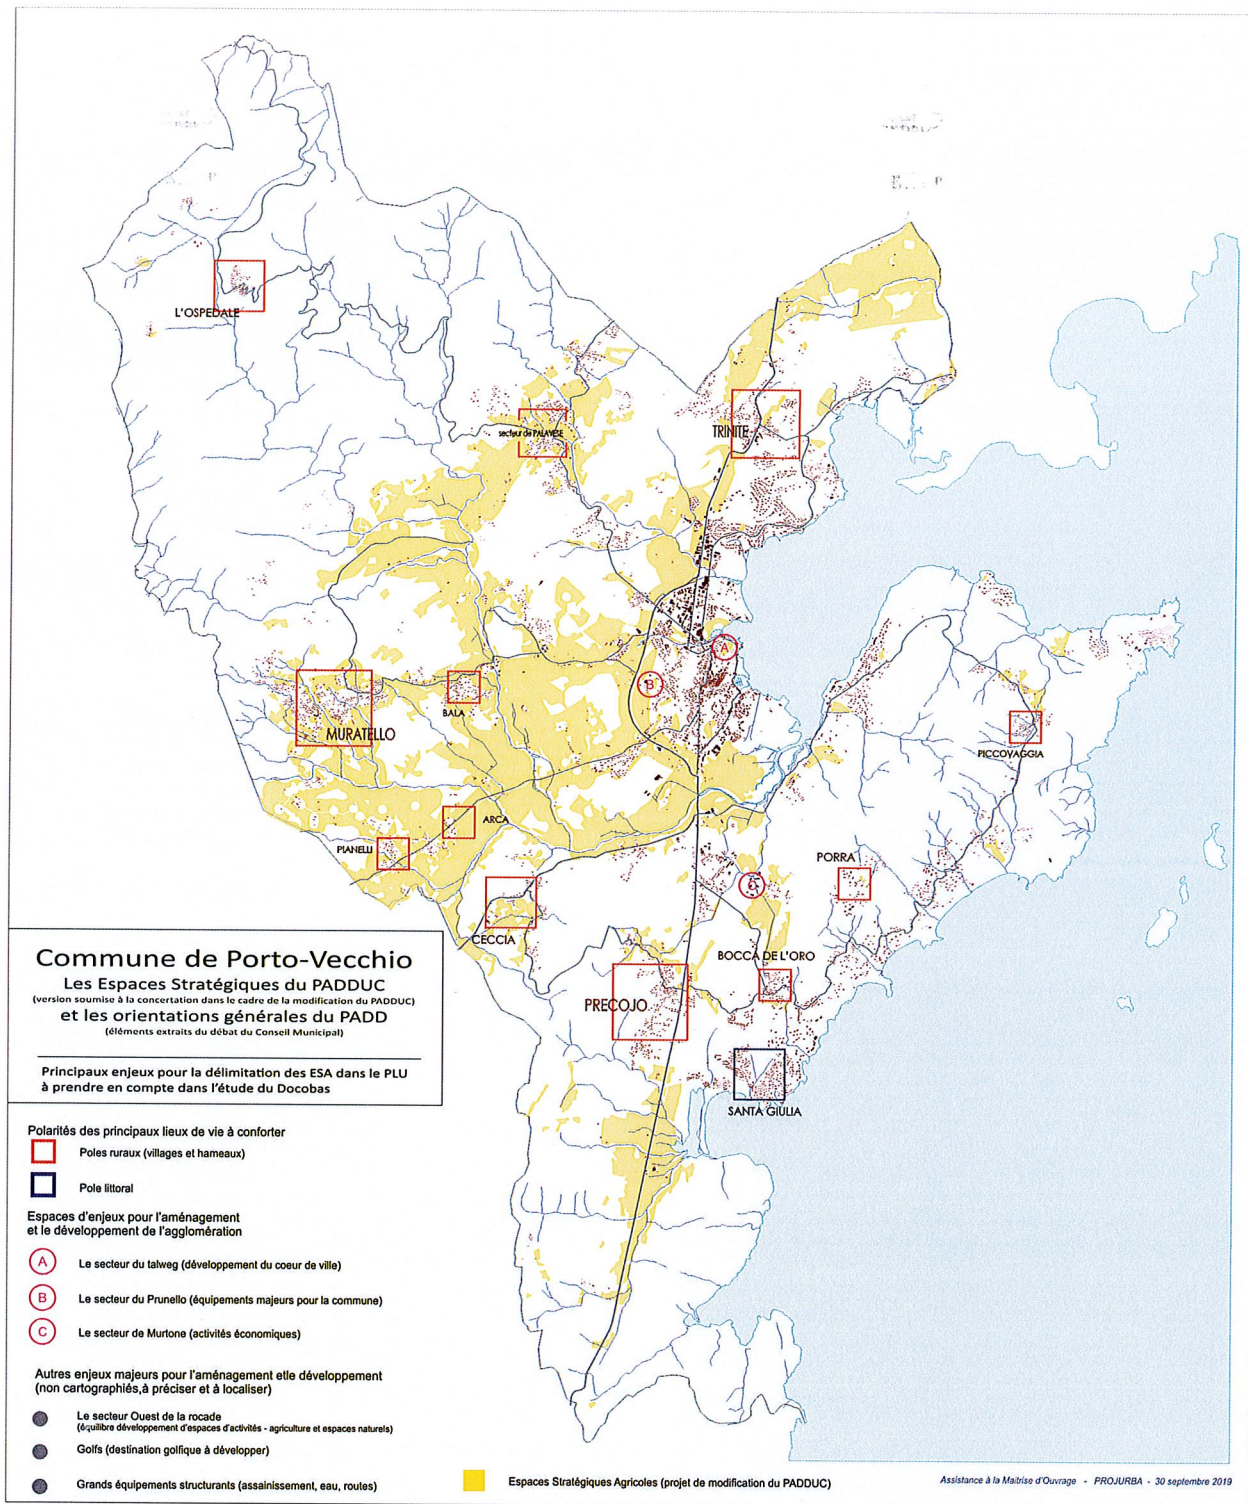 L'OSPEDALE
secteur de PALAVESE
TRINITE
A
B
BALA
MURATELLO
PICCOVAGGIA
ARCA
PIANELLI
PORRA
C
CECCIA
BOCCA DE L'ORO
PRECOJO
SANTA GIULIA
Commune de Porto-Vecchio
Les Espaces Stratégiques du PADDUC
(version soumise à la concertation dans le cadre de la modification du PADDUC)
et les orientations générales du PADD
(éléments extraits du débat du Conseil Municipal)
Principaux enjeux pour la délimitation des ESA dans le PLU
à prendre en compte dans l'étude du Docobas
Polarités des principaux lieux de vie à conforter
Poles ruraux (villages et hameaux)
Pole littoral
Espaces d'enjeux pour l'aménagement
et le développement de l'agglomération
A Le secteur du talweg (développement du coeur de ville)
B Le secteur du Prunello (équipements majeurs pour la commune)
C Le secteur de Murtone (activités économiques)
Autres enjeux majeurs pour l'aménagement etle développement
(non cartographiés,à préciser et à localiser)
Le secteur Ouest de la rocade
(équilibre développement d'espaces d'activités - agriculture et espaces naturels)
Golfs (destination golfique à développer)
Grands équipements structurants (assainissement, eau, routes)
Espaces Stratégiques Agricoles (projet de modification du PADDUC)
Assistance à la Maitrise d'Ouvrage - PROJURBA - 30 septembre 2019